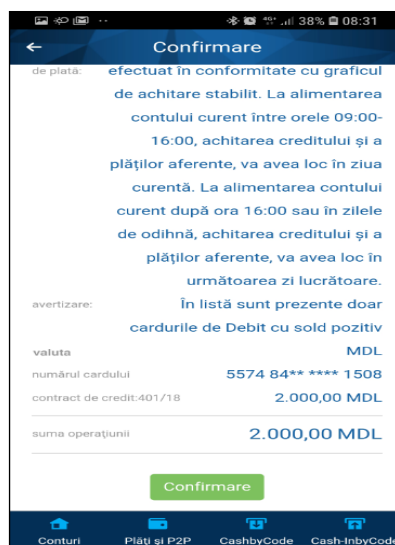 38% 08:31
Confirmare
de plată: efectuat în conformitate cu graficul
de achitare stabilit. La alimentarea
contului curent între orele 09:00-
16:00, achitarea creditului și a
plăților aferente, va avea loc în ziua
curentă. La alimentarea contului
curent după ora 16:00 sau în zilele
de odihnă, achitarea creditului și a
plăților aferente, va avea loc în
următoarea zi lucrătoare.
avertizare: În listă sunt prezente doar
cardurile de Debit cu sold pozitiv
valuta MDL
numărul cardului 5574 84** **** 1508
contract de credit:401/18 2.000,00 MDL
suma operațiunii 2.000,00 MDL
Confirmare
Conturi Plăți și P2P CashbyCode Cash-InbyCode